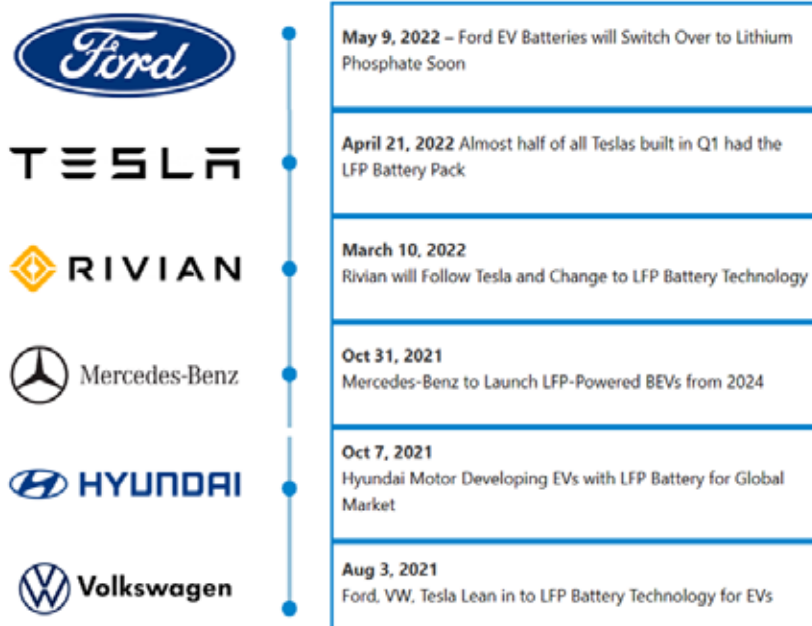 Ford
May 9, 2022 – Ford EV Batteries will Switch Over to Lithium
Phosphate Soon
TESLA
April 21, 2022 Almost half of all Teslas built in Q1 had the
LFP Battery Pack
RIVIAN
March 10, 2022
Rivian will Follow Tesla and Change to LFP Battery Technology
Mercedes-Benz
Oct 31, 2021
Mercedes-Benz to Launch LFP-Powered BEVs from 2024
HYUNDAI
Oct 7, 2021
Hyundai Motor Developing EVs with LFP Battery for Global
Market
Volkswagen
Aug 3, 2021
Ford, VW, Tesla Lean in to LFP Battery Technology for EVs